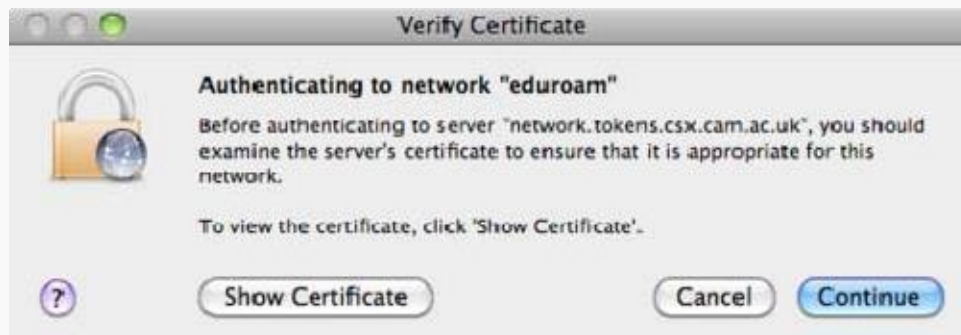 Verify Certificate
Authenticating to network "eduroam"
Before authenticating to server "network.tokens.csx.cam.ac.uk", you should
examine the server's certificate to ensure that it is appropriate for this
network.
To view the certificate, click 'Show Certificate'.
?
Show Certificate
Cancel
Continue